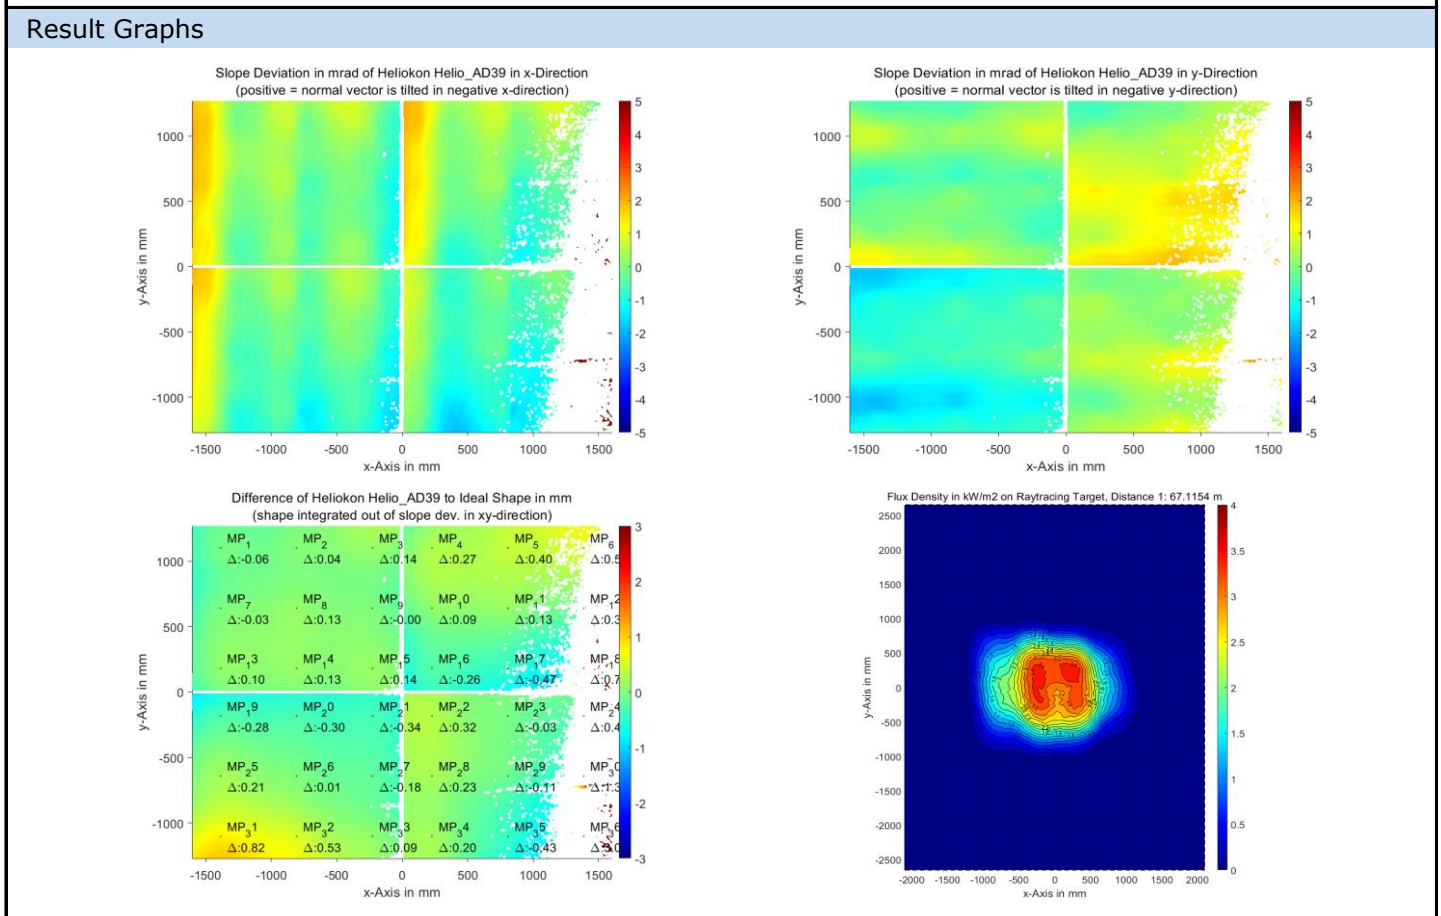 Result Graphs
Slope Deviation in mrad of Heliokon Helio_AD39 in x-Direction
(positive = normal vector is tilted in negative x-direction)
1000
500
0
-500
-1000
y-Axis in mm
-1500 -1000 -500 0 500 1000 1500
x-Axis in mm
5
4
3
2
1
0
-1
-2
-3
-4
-5
Slope Deviation in mrad of Heliokon Helio_AD39 in y-Direction
(positive = normal vector is tilted in negative y-direction)
1000
500
0
-500
-1000
y-Axis in mm
-1500 -1000 -500 0 500 1000 1500
x-Axis in mm
5
4
3
2
1
0
-1
-2
-3
-4
-5
Difference of Heliokon Helio_AD39 to Ideal Shape in mm
(shape integrated out of slope dev. in xy-direction)
1000
500
0
-500
-1000
y-Axis in mm
MP1 MP2 MP3 MP4 MP5 MP6
Δ:-0.06 Δ:0.04 Δ:0.14 Δ:0.27 Δ:0.40 Δ:0.5
MP7 MP8 MP9 MP10 MP11 MP12
Δ:-0.03 Δ:0.13 Δ:-0.00 Δ:0.09 Δ:0.13 Δ:0.3
MP13 MP14 MP15 MP16 MP17 MP18
Δ:0.10 Δ:0.13 Δ:0.14 Δ:-0.26 Δ:-0.47 Δ:0.7
MP19 MP20 MP21 MP22 MP23 MP24
Δ:-0.28 Δ:-0.30 Δ:-0.34 Δ:0.32 Δ:-0.03 Δ:0.4
MP25 MP26 MP27 MP28 MP29 MP30
Δ:0.21 Δ:0.01 Δ:-0.18 Δ:0.23 Δ:-0.11
MP31 MP32 MP33 MP34 MP35 MP36
Δ:0.82 Δ:0.53 Δ:0.09 Δ:0.20 Δ:-0.43
-1500 -1000 -500 0 500 1000 1500
x-Axis in mm
3
2
1
0
-1
-2
-3
Flux Density in kW/m2 on Raytracing Target, Distance 1: 67.1154 m
2500
2000
1500
1000
500
0
-500
-1000
-1500
-2000
-2500
y-Axis in mm
-2000 -1500 -1000 -500 0 500 1000 1500 2000
x-Axis in mm
4
3.5
3
2.5
2
1.5
1
0.5
0